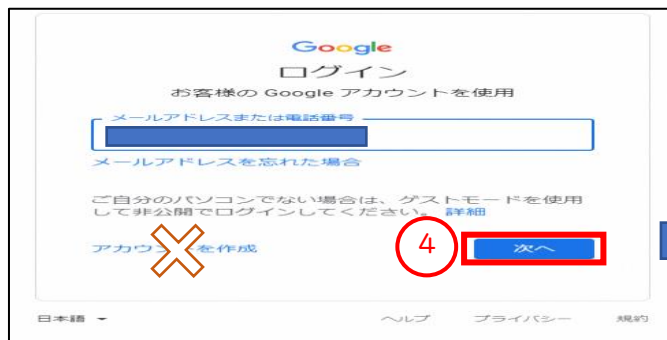 Google
ログイン
お客様の Google アカウントを使用
メールアドレスまたは電話番号
メールアドレスを忘れた場合
ご自分のパソコンでない場合は、ゲストモードを使用
して非公開でログインしてください。 詳細
アカウントを作成 4 次へ
日本語 ヘルプ プライバシー 規約